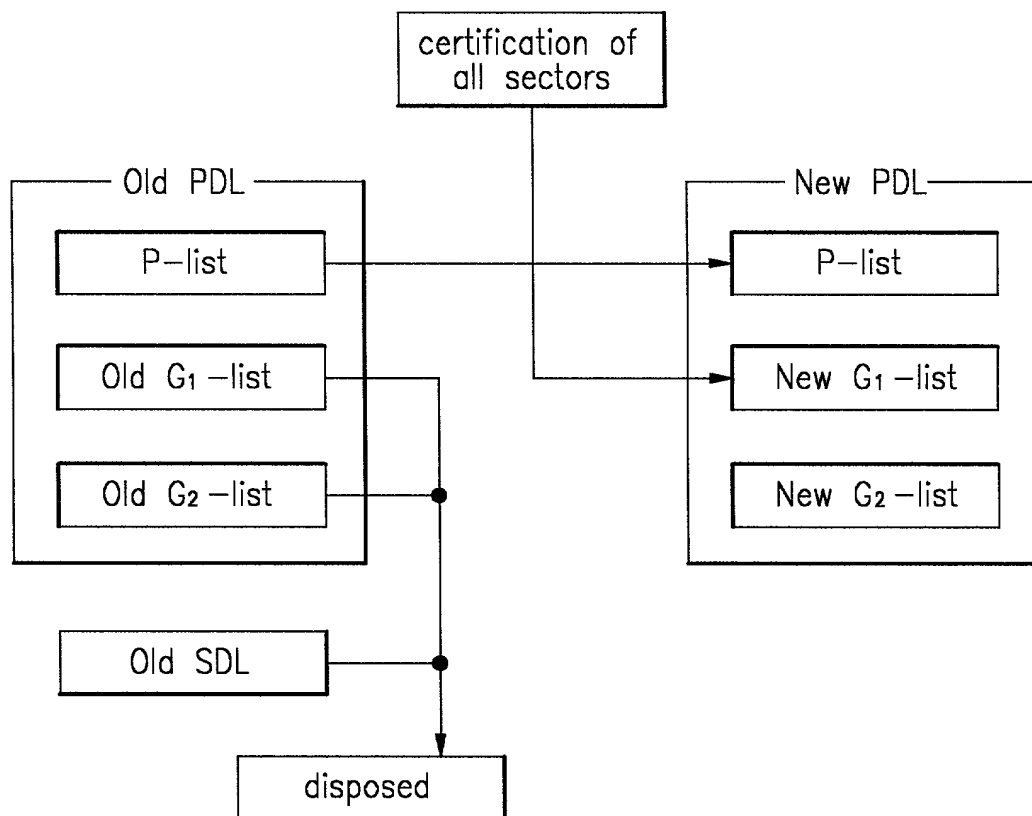 certification of
all sectors
Old PDL
New PDL
P-list
P-list
Old G1-list
New G1-list
Old G2-list
New G2-list
Old SDL
disposed